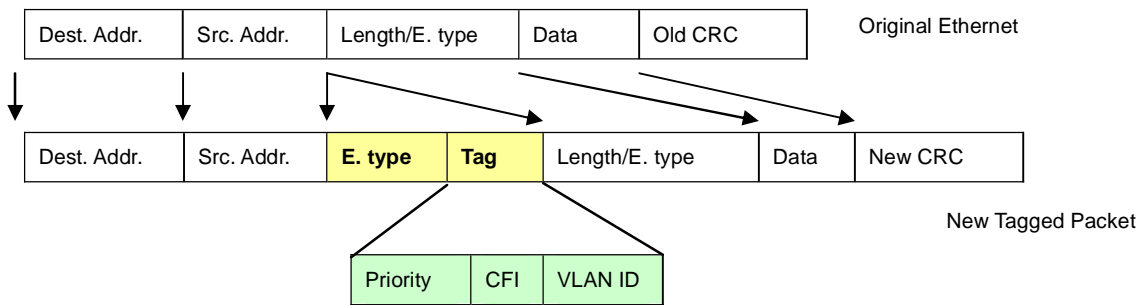 Dest. Addr. Src. Addr. Length/E. type Data Old CRC Original Ethernet
Dest. Addr. Src. Addr. E. type Tag Length/E. type Data New CRC
New Tagged Packet
Priority CFI VLAN ID